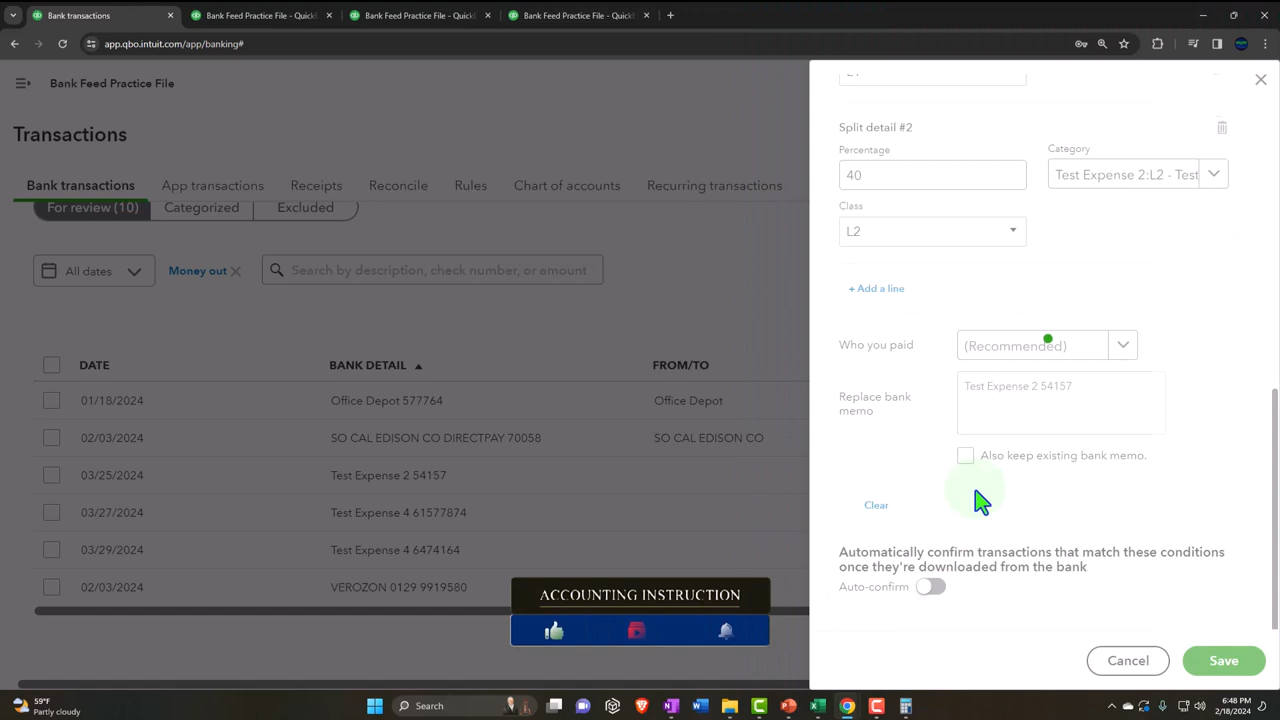 Bank Feed Practice File - Quick
Bank Feed Practice File - Quick
Bank Feed Practice File - Quick
app.qbo.intuit.com/app/banking#
Bank Feed Practice File
Transactions
Bank transactions
App transactions
Receipts
Reconcile
Rules
Chart of accounts
Recurring transactions
For review (10)
Categorized
Excluded
All dates
Money out
Search by description, check number, or amount
DATE
BANK DETAIL
FROM/TO
01/18/2024
Office Depot 577764
Office Depot
02/03/2024
SO CAL EDISON CO DIRECTPAY 70058
SO CAL EDISON CO
03/25/2024
Test Expense 2 54157
03/27/2024
Test Expense 4 61577874
03/29/2024
Test Expense 4 6474164
02/03/2024
VEROZON 0129 9919580
ACCOUNTING INSTRUCTION
Split detail #2
Percentage
Category
40
Test Expense 2:L2 - Test
Class
L2
+ Add a line
Who you paid
(Recommended)
Replace bank
memo
Test Expense 2 54157
Also keep existing bank memo.
Clear
Automatically confirm transactions that match these conditions
once they're downloaded from the bank
Auto-confirm
Cancel
Save
59°F
Partly cloudy
Search
6:48 PM
2/18/2024